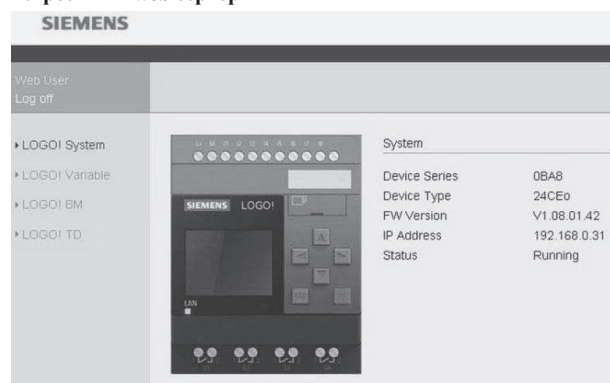 SIEMENS
Web User
Log off
LOGO! System
LOGO! Variable
LOGO! BM
LOGO! TD
SIEMENS LOGO!
LAN
ESC
System
Device Series 0BA8
Device Type 24CEo
FW Version V1.08.01.42
IP Address 192.168.0.31
Status Running